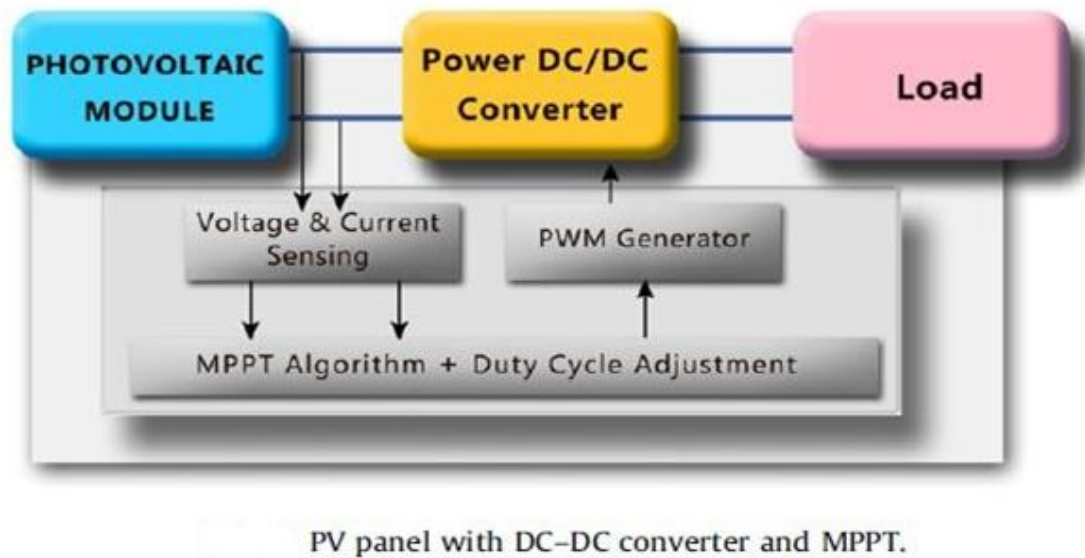 PHOTOVOLTAIC
MODULE
Power DC/DC
Converter
Load
Voltage & Current
Sensing
PWM Generator
MPPT Algorithm + Duty Cycle Adjustment
PV panel with DC–DC converter and MPPT.